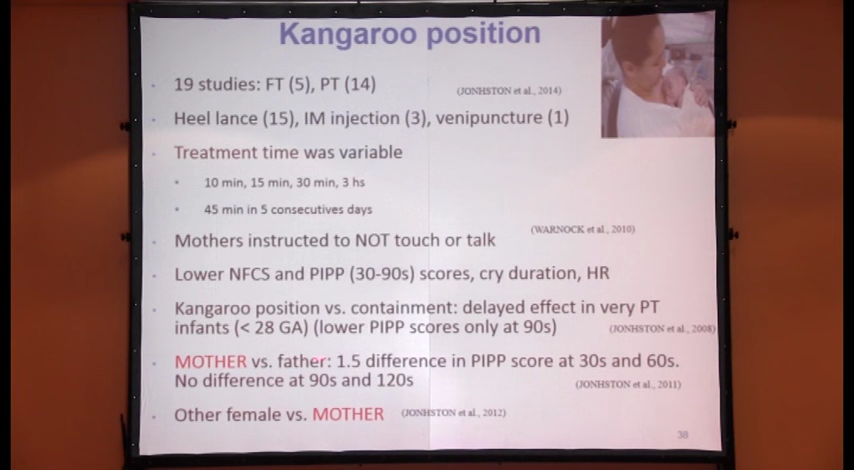 Kangaroo position
19 studies: FT (5), PT (14)
(JONHSTON et al., 2014)
Heel lance (15), IM injection (3), venipuncture (1)
Treatment time was variable
10 min, 15 min, 30 min, 3 hs
45 min in 5 consecutives days
(WARNOCK et al., 2010)
Mothers instructed to NOT touch or talk
Lower NFCS and PIPP (30-90s) scores, cry duration, HR
Kangaroo position vs. containment: delayed effect in very PT
infants (< 28 GA) (lower PIPP scores only at 90s)
(JONHSTON et al., 2008)
MOTHER vs. father: 1.5 difference in PIPP score at 30s and 60s.
No difference at 90s and 120s
(JONHSTON et al., 2011)
Other female vs. MOTHER
(JONHSTON et al., 2012)
38